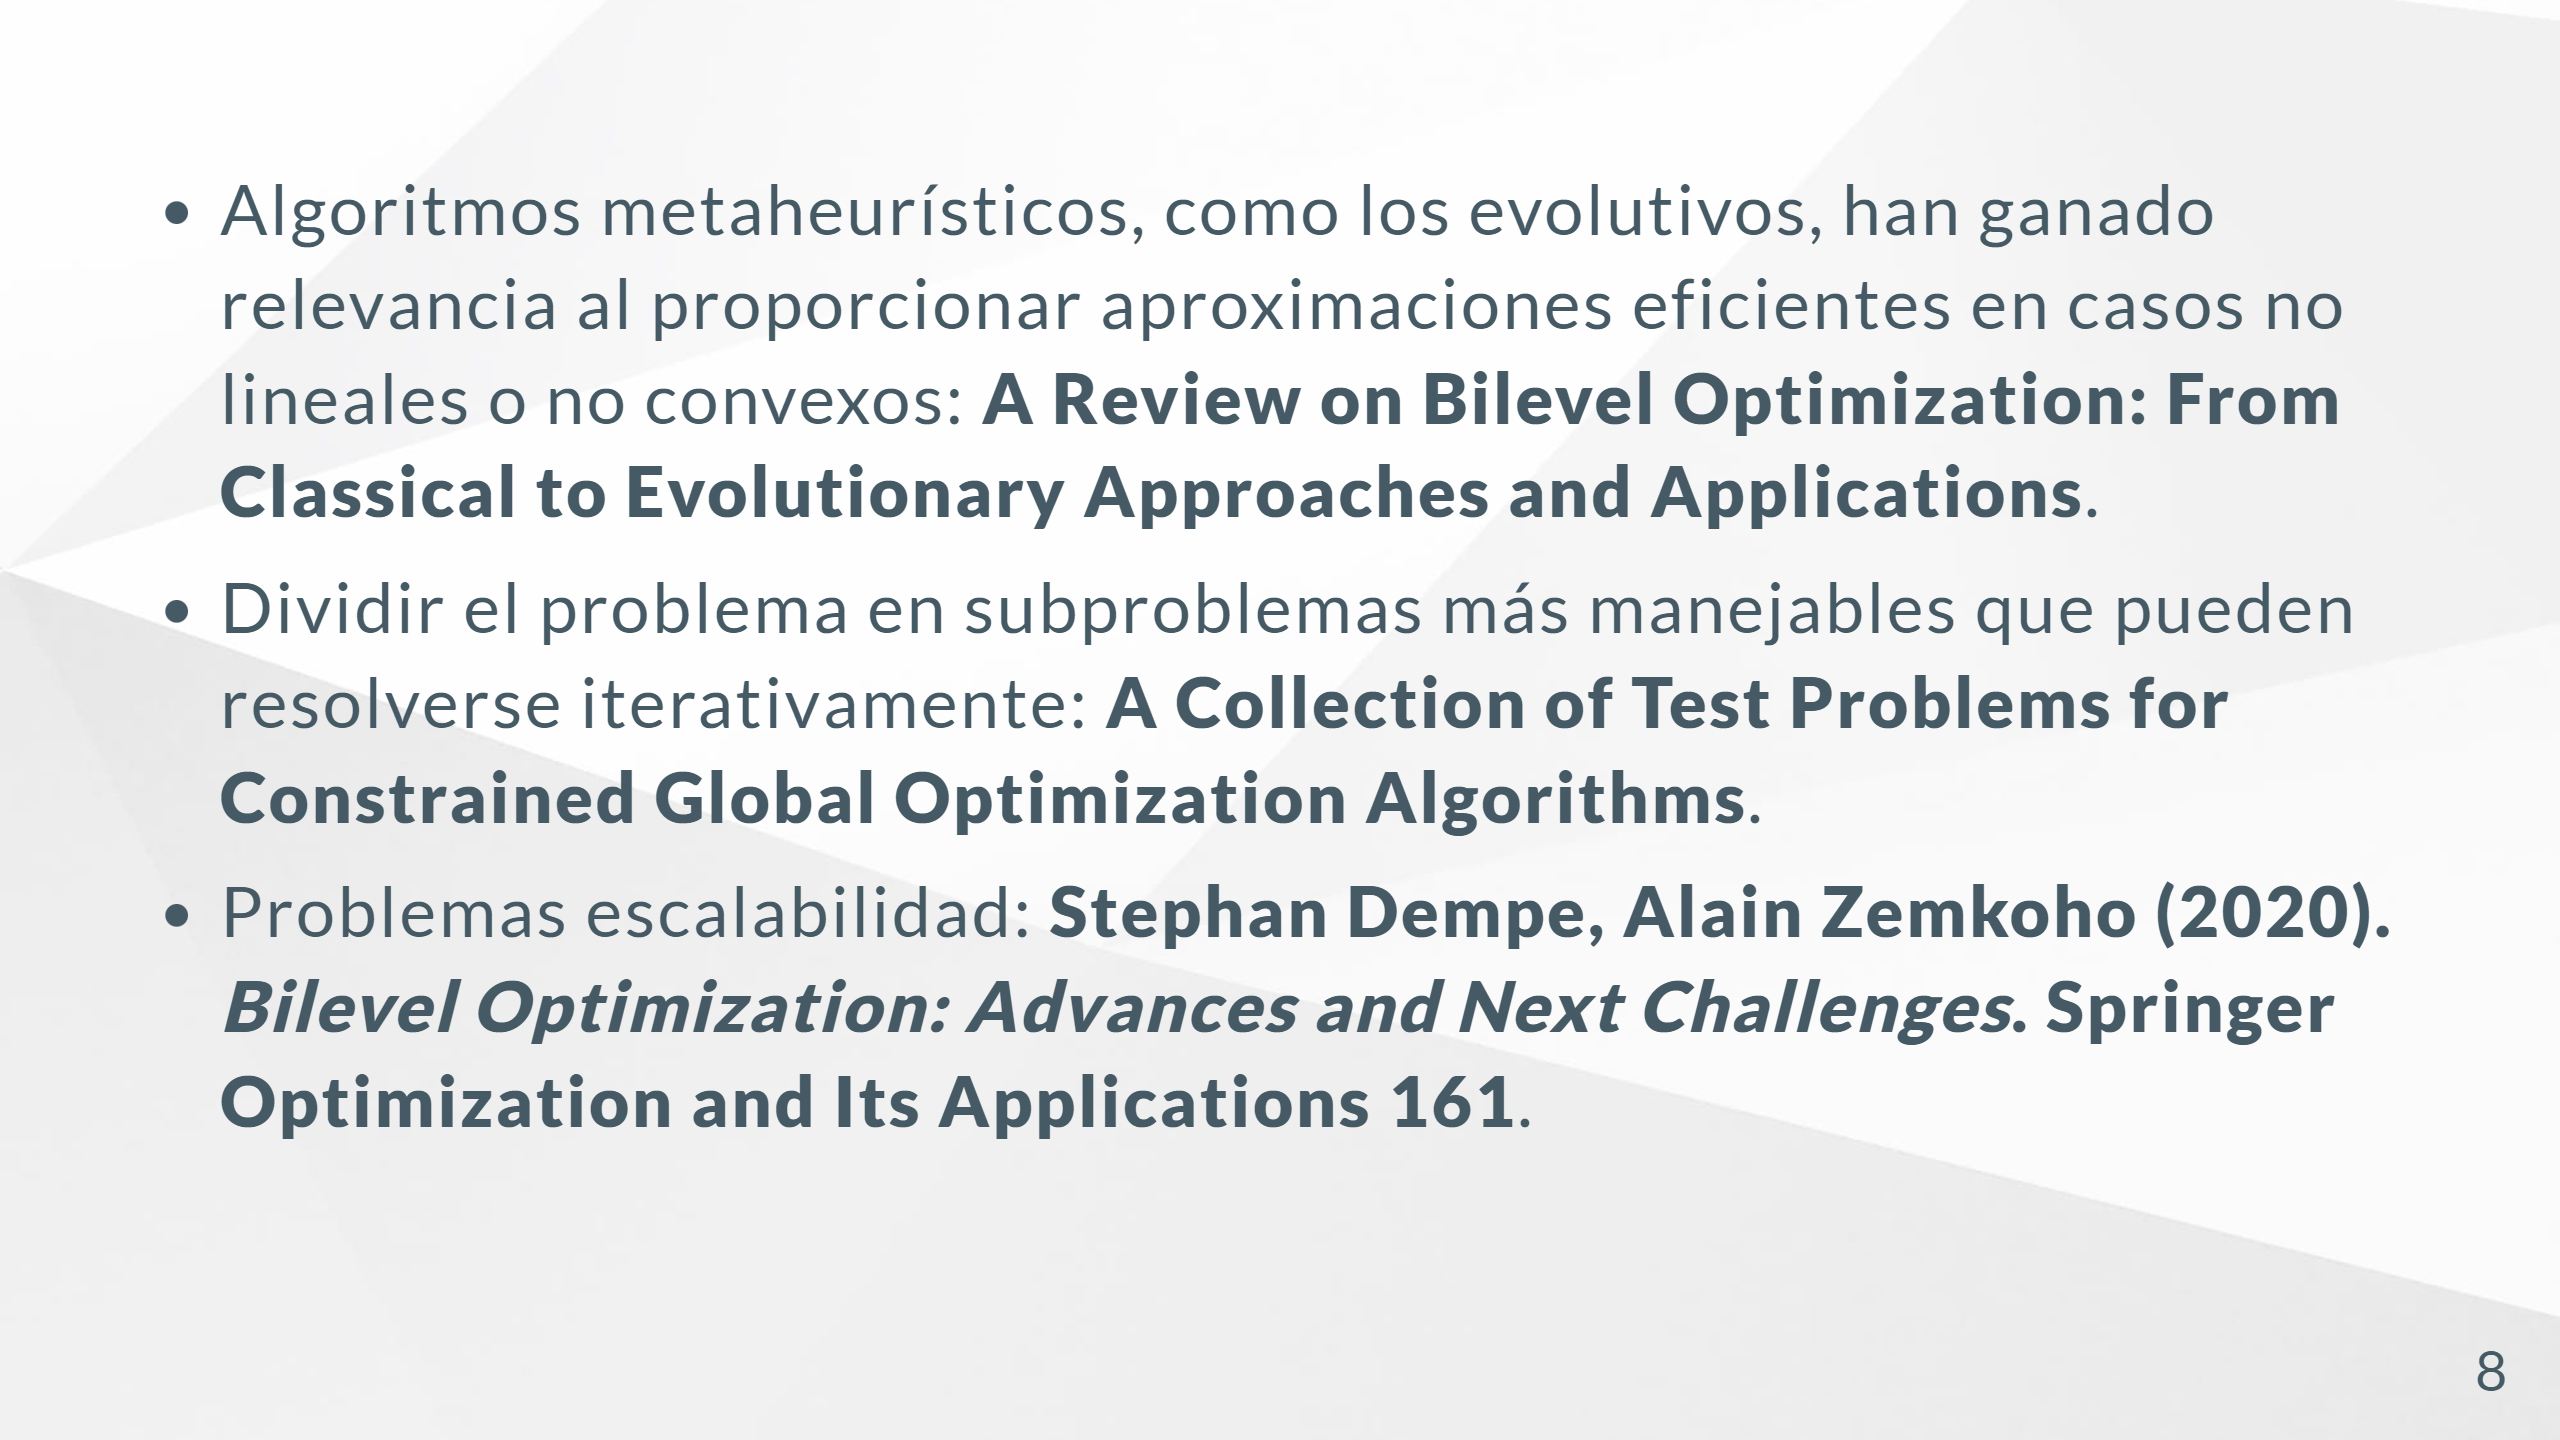 • Algoritmos metaheurísticos, como los evolutivos, han ganado
relevancia al proporcionar aproximaciones eficientes en casos no
lineales o no convexos: A Review on Bilevel Optimization: From
Classical to Evolutionary Approaches and Applications.
• Dividir el problema en subproblemas más manejables que pueden
resolverse iterativamente: A Collection of Test Problems for
Constrained Global Optimization Algorithms.
• Problemas escalabilidad: Stephan Dempe, Alain Zemkoho (2020).
Bilevel Optimization: Advances and Next Challenges. Springer
Optimization and Its Applications 161.
8